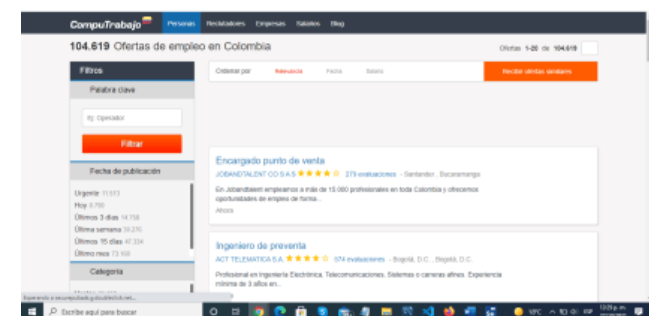 CompuTrabajo Personas Reclutadores Empresas Salarios Blog
104.619 Ofertas de empleo en Colombia
Ofertas 1-20 de 104.619
Filtros
Ordenar por Relevancia Fecha Salario
Recibir ofertas similares
Palabra clave
Ej: Operador
Filtrar
Fecha de publicación
Urgente
Hoy
Últimos 3 días
Última semana
Últimos 15 días
Último mes
Categoría
Encargado punto de venta
JOBANDTALENT CO S.A.S. 273 evaluaciones - Santander, Bucaramanga
En Jobandtalent empleamos a más de 15.000 profesionales en toda Colombia y ofrecemos
oportunidades de empleo de forma...
Ahora
Ingeniero de preventa
ACT TELEMATICA S.A. 574 evaluaciones - Bogotá, D.C., Bogotá, D.C.
Profesional en Ingeniería Electrónica, Telecomunicaciones, Sistemas o carreras afines. Experiencia
mínima de 3 años en...
Escribe aquí para buscar